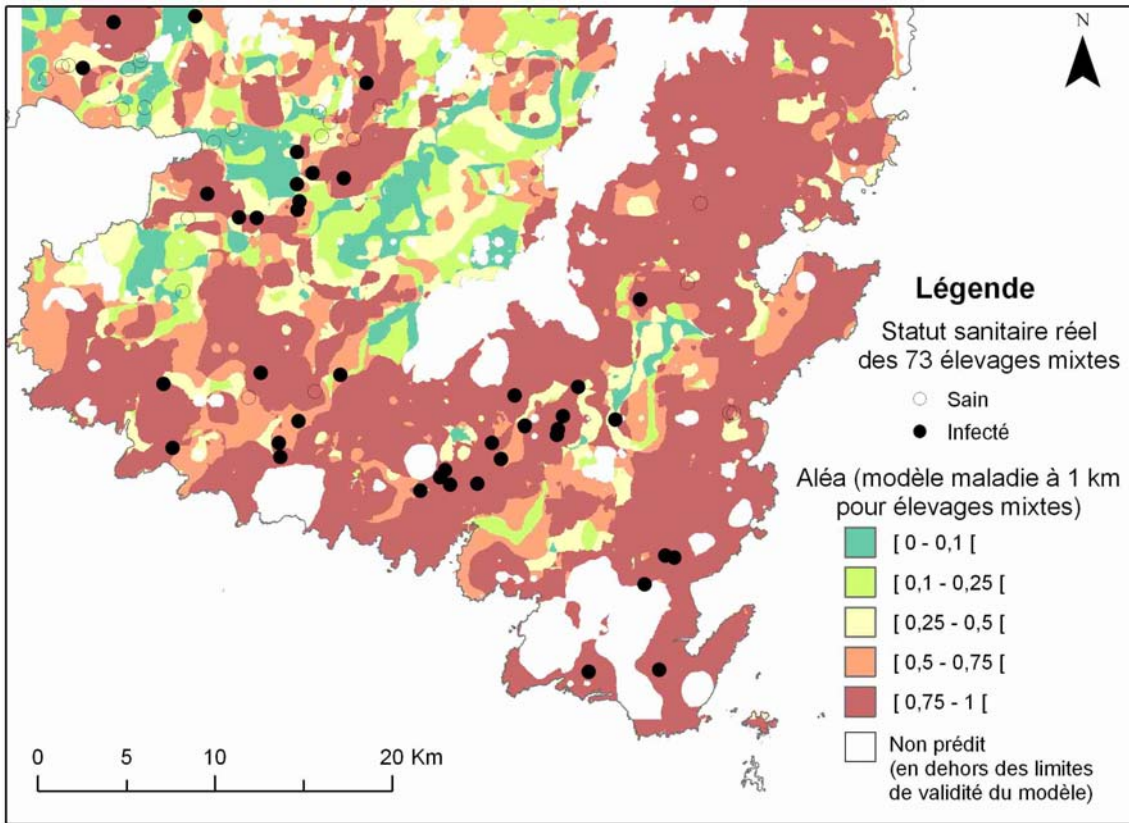 N
Légende
Statut sanitaire réel
des 73 élevages mixtes
Sain
Infecté
Aléa (modèle maladie à 1 km
pour élevages mixtes)
[ 0 - 0,1 [
[ 0,1 - 0,25 [
[ 0,25 - 0,5 [
[ 0,5 - 0,75 [
[ 0,75 - 1 [
Non prédit
(en dehors des limites
de validité du modèle)
0 5 10 20 Km